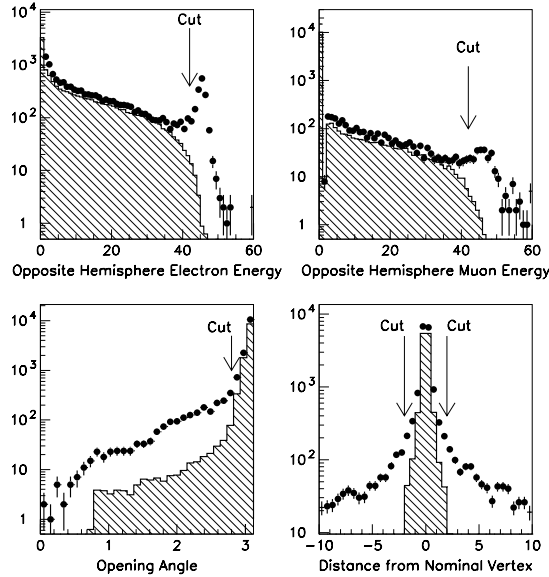 Cut
10^4
10^3
10^2
10
1
0 20 40 60
Opposite Hemisphere Electron Energy
Cut
10^4
10^3
10^2
10
1
0 20 40 60
Opposite Hemisphere Muon Energy
Cut
10^4
10^3
10^2
10
1
0 1 2 3
Opening Angle
Cut Cut
10^4
10^3
10^2
10
-10 -5 0 5 10
Distance from Nominal Vertex